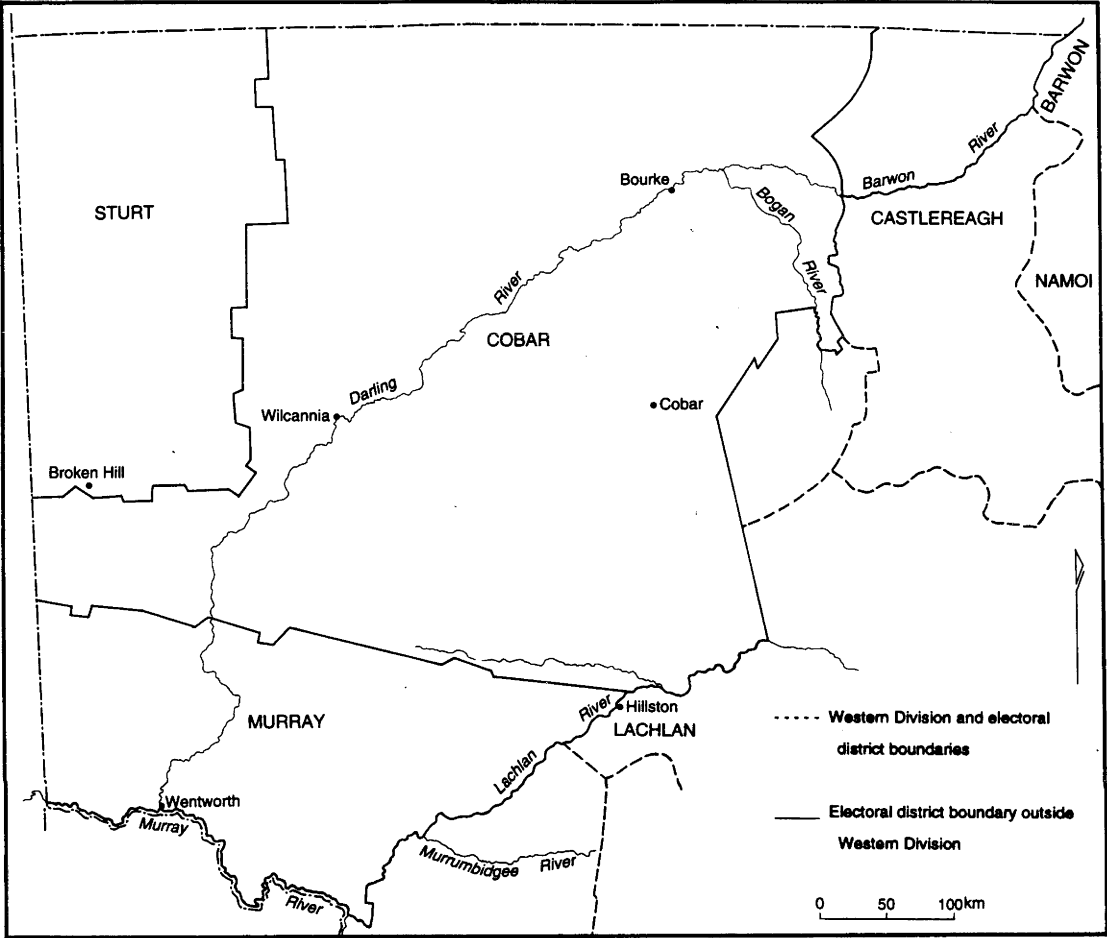 BARWON
River
Barwon
Bourke
Bogan
River
STURT
CASTLEREAGH
NAMOI
River
COBAR
Darling
Wilcannia
Cobar
Broken Hill
River
Hillston
MURRAY
LACHLAN
Lachlan
Wentworth
Murray
Murrumbidgee River
River
Western Division and electoral
district boundaries
Electoral district boundary outside
Western Division
0 50 100km